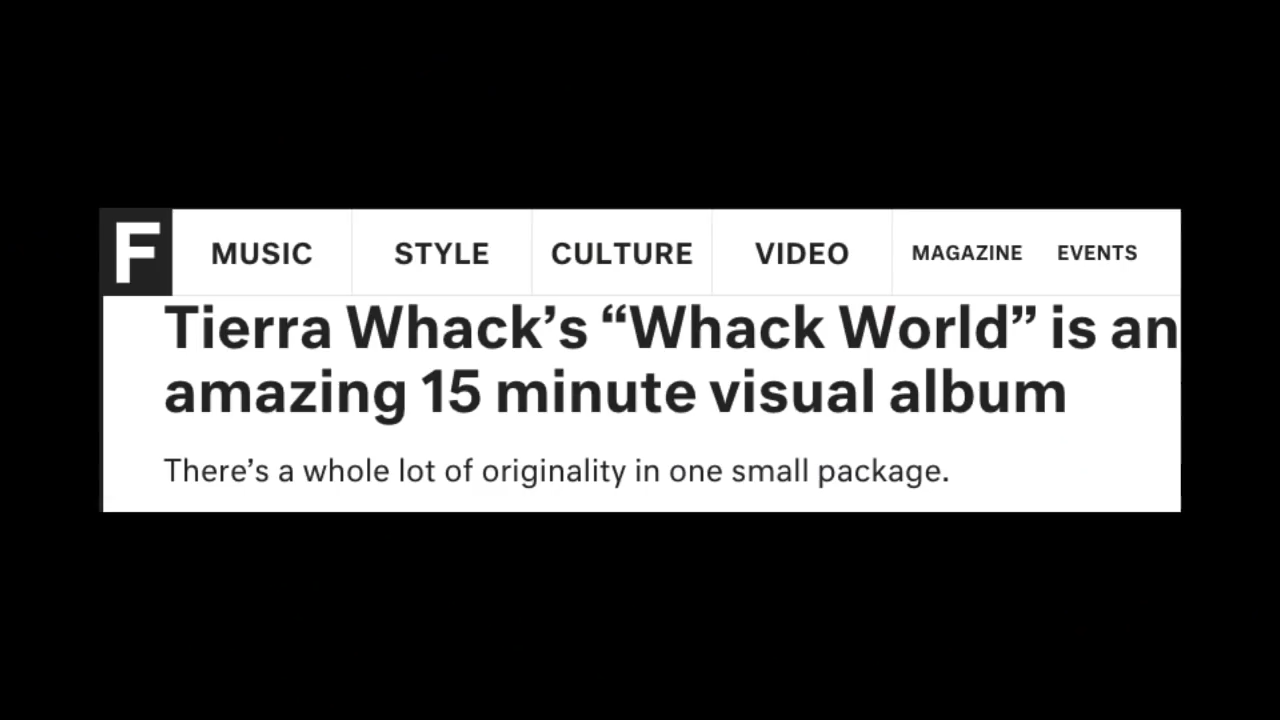 F MUSIC STYLE CULTURE VIDEO MAGAZINE EVENTS
Tierra Whack’s “Whack World” is an
amazing 15 minute visual album
There’s a whole lot of originality in one small package.